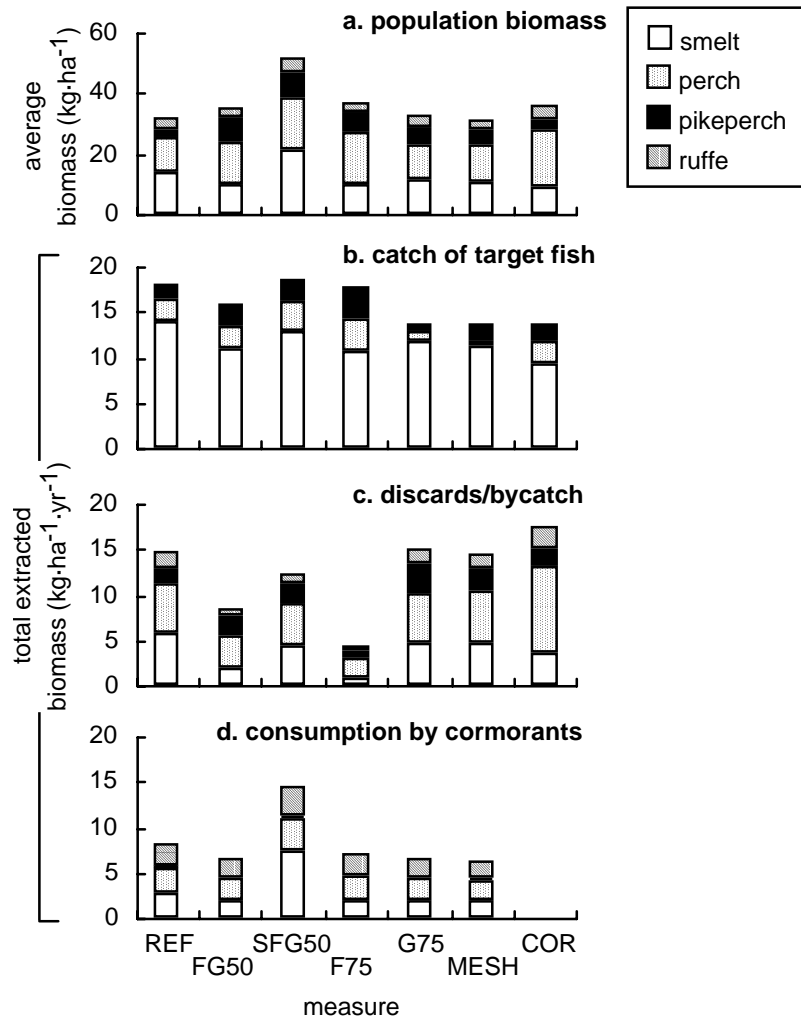 a. population biomass
60
40
20
0
average
biomass (kg·ha⁻¹)
smelt
perch
pikeperch
ruffe
b. catch of target fish
20
15
10
5
0
c. discards/bycatch
20
15
10
5
0
total extracted
biomass (kg·ha⁻¹·yr⁻¹)
d. consumption by cormorants
20
15
10
5
0
REF
FG50
SFG50
F75
G75
MESH
COR
measure